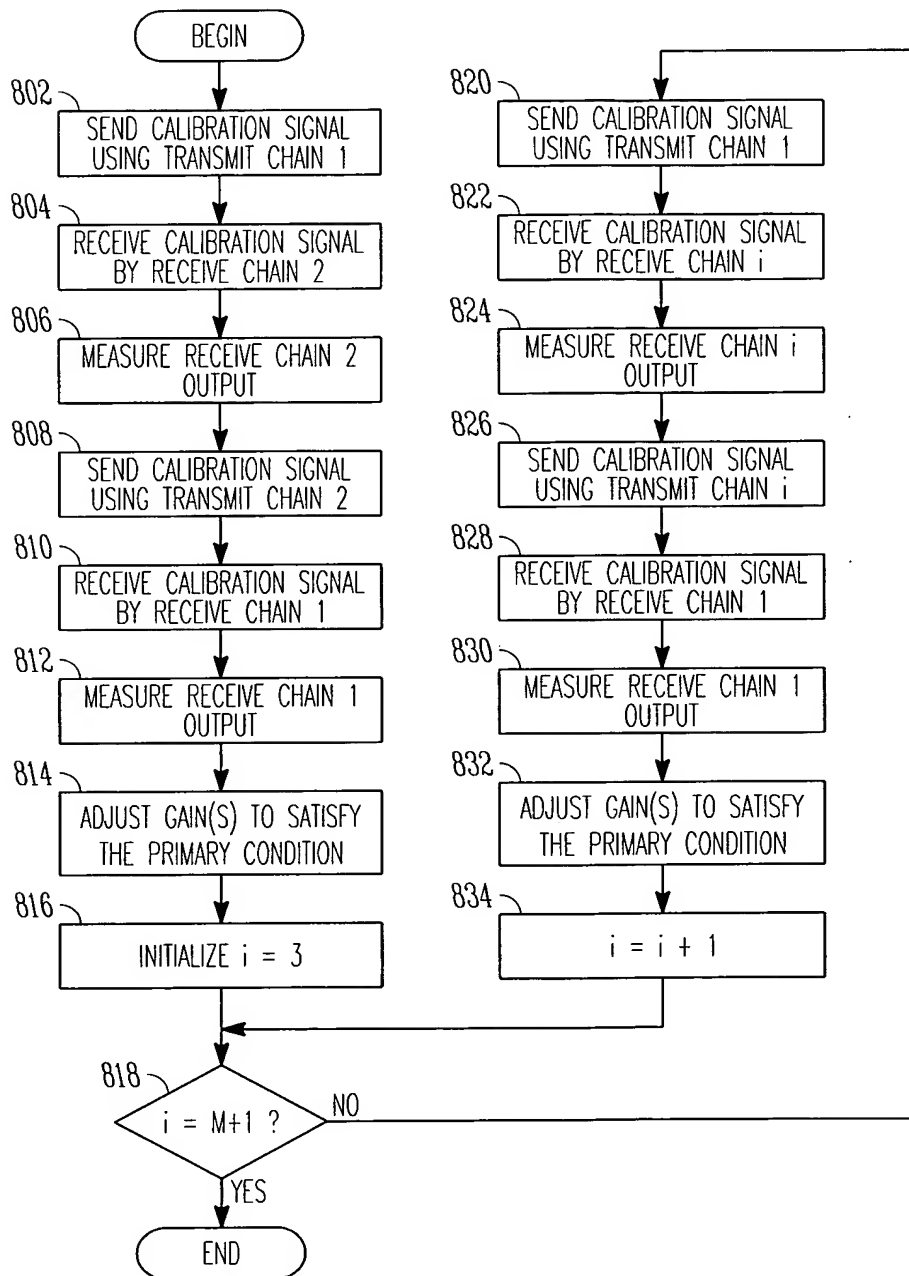 BEGIN
802
SEND CALIBRATION SIGNAL
USING TRANSMIT CHAIN 1
804
RECEIVE CALIBRATION SIGNAL
BY RECEIVE CHAIN 2
806
MEASURE RECEIVE CHAIN 2
OUTPUT
808
SEND CALIBRATION SIGNAL
USING TRANSMIT CHAIN 2
810
RECEIVE CALIBRATION SIGNAL
BY RECEIVE CHAIN 1
812
MEASURE RECEIVE CHAIN 1
OUTPUT
814
ADJUST GAIN(S) TO SATISFY
THE PRIMARY CONDITION
816
INITIALIZE i = 3
818
i = M+1 ?
NO
YES
END
820
SEND CALIBRATION SIGNAL
USING TRANSMIT CHAIN 1
822
RECEIVE CALIBRATION SIGNAL
BY RECEIVE CHAIN i
824
MEASURE RECEIVE CHAIN i
OUTPUT
826
SEND CALIBRATION SIGNAL
USING TRANSMIT CHAIN i
828
RECEIVE CALIBRATION SIGNAL
BY RECEIVE CHAIN 1
830
MEASURE RECEIVE CHAIN 1
OUTPUT
832
ADJUST GAIN(S) TO SATISFY
THE PRIMARY CONDITION
834
i = i + 1